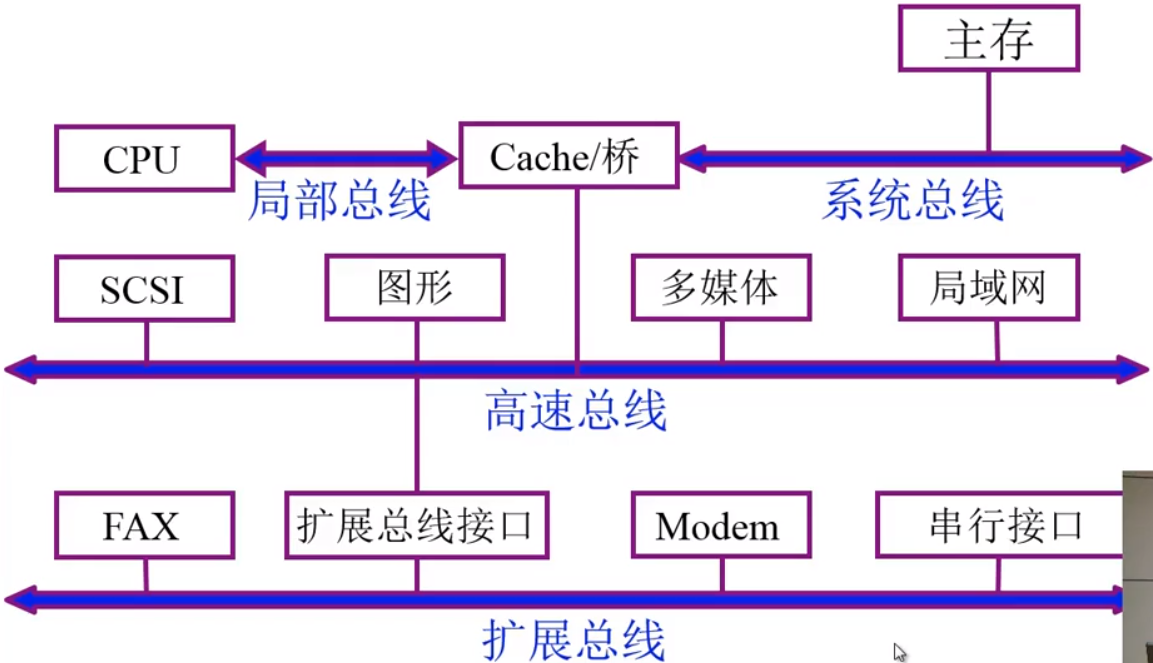 主存
CPU
Cache/桥
局部总线
系统总线
SCSI
图形
多媒体
局域网
高速总线
FAX
扩展总线接口
Modem
串行接口
扩展总线